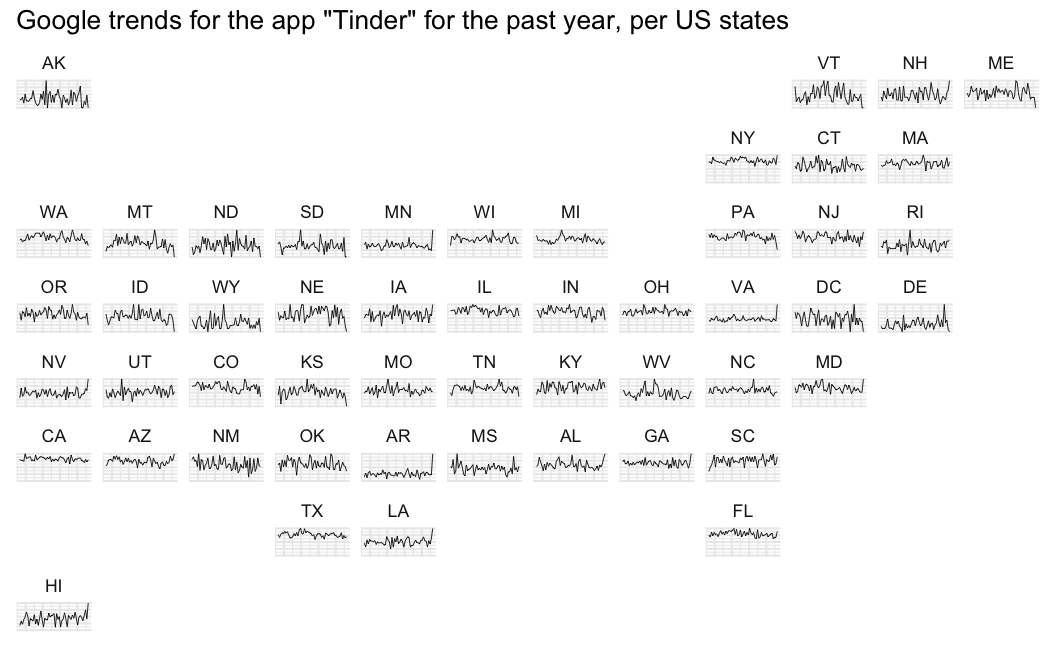 Google trends for the app "Tinder" for the past year, per US states
AK VT NH ME
NY CT MA
WA MT ND SD MN WI MI PA NJ RI
OR ID WY NE IA IL IN OH VA DC DE
NV UT CO KS MO TN KY WV NC MD
CA AZ NM OK AR MS AL GA SC
TX LA FL
HI